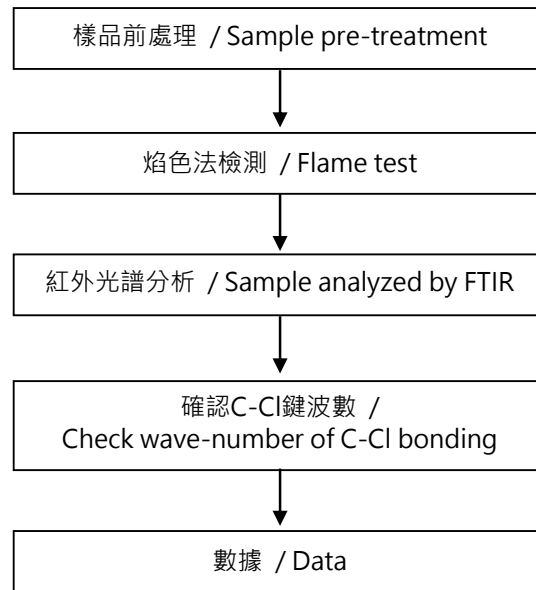 樣品前處理 / Sample pre-treatment
焰色法檢測 / Flame test
紅外光譜分析 / Sample analyzed by FTIR
確認C-Cl鍵波數 /
Check wave-number of C-Cl bonding
數據 / Data